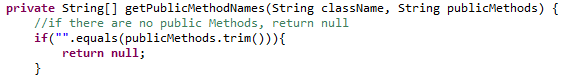 private String[] getPublicMethodNames(String className, String publicMethods) {
//if there are no public Methods, return null
if("".equals(publicMethods.trim())){
return null;
}